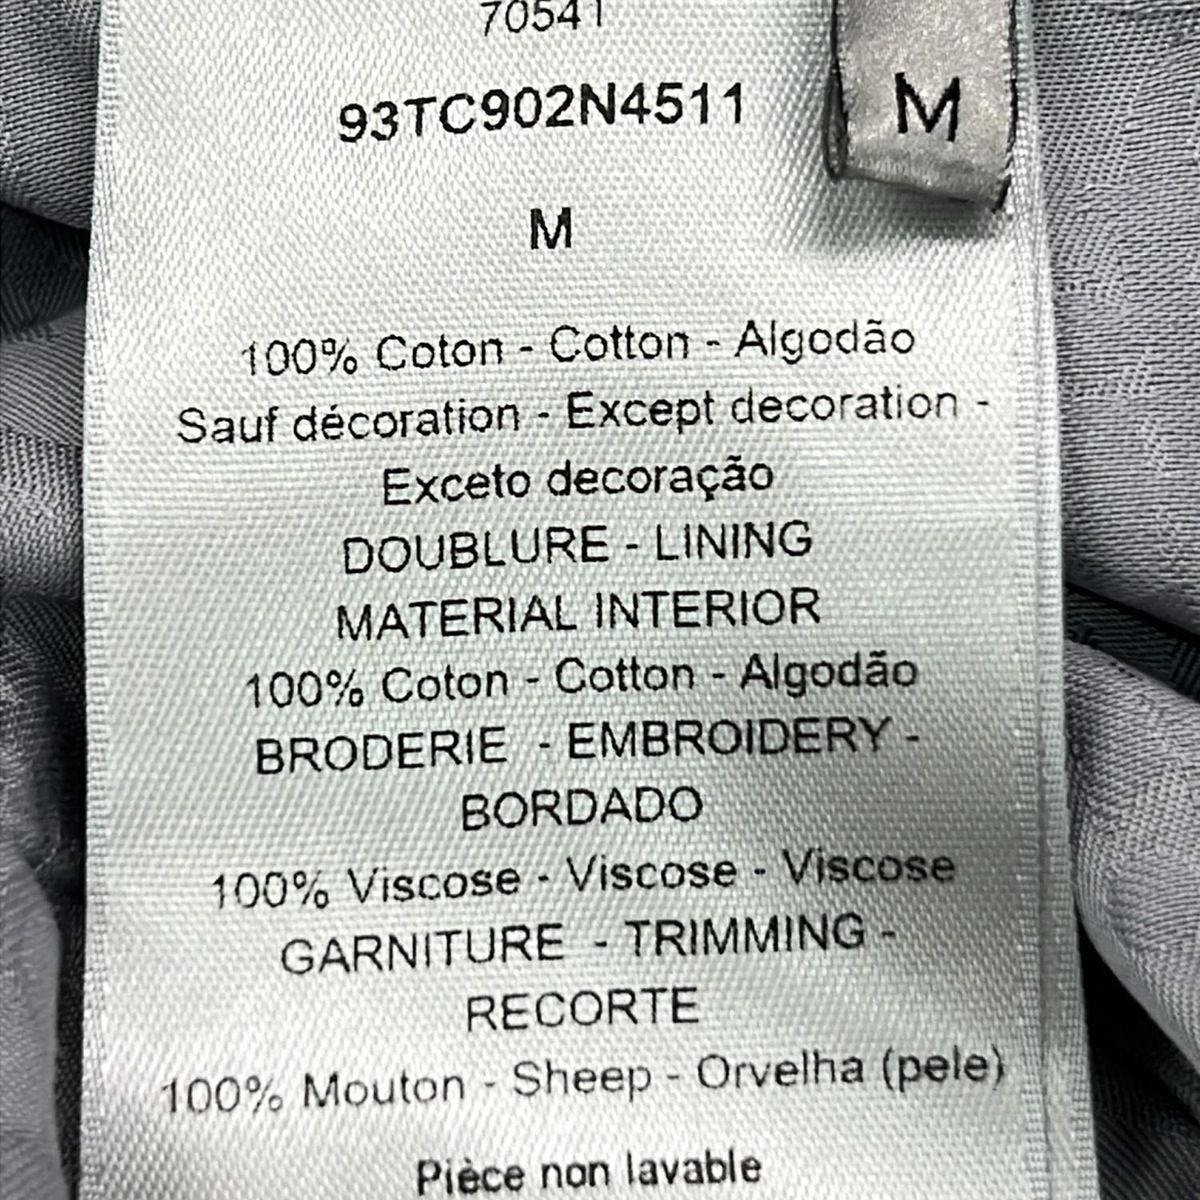 70541
93TC902N4511
M
M
100% Coton - Cotton - Algodão
Sauf décoration - Except decoration -
Exceto decoração
DOUBLURE - LINING
MATERIAL INTERIOR
100% Coton - Cotton - Algodão
BRODERIE - EMBROIDERY -
BORDADO
100% Viscose - Viscose - Viscose
GARNITURE - TRIMMING -
RECORTE
100% Mouton - Sheep - Orvelha (pele)
Pièce non lavable